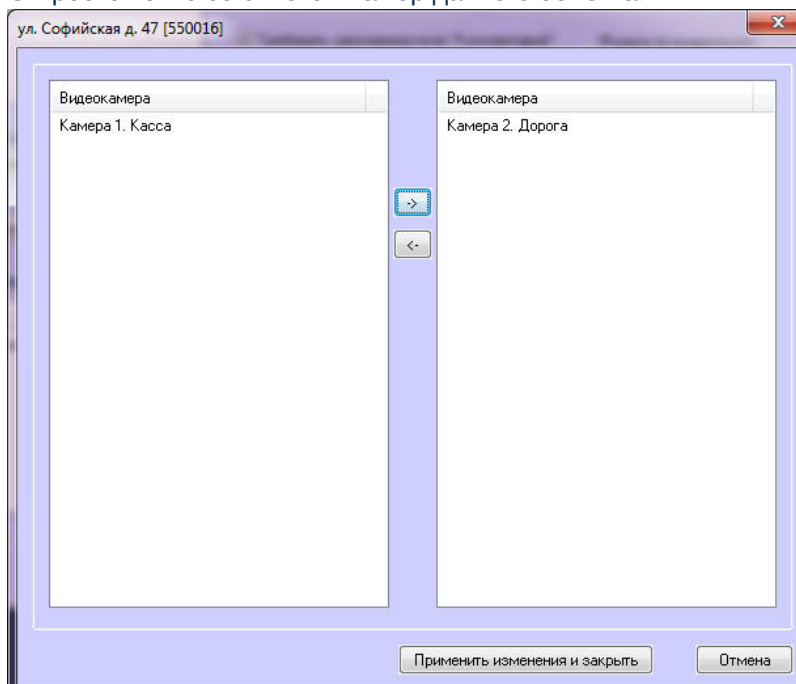 ул. Софийская д. 47 [550016]
Видеокамера
Камера 1. Касса
Видеокамера
Камера 2. Дорога
->
<-
Применить изменения и закрыть
Отмена